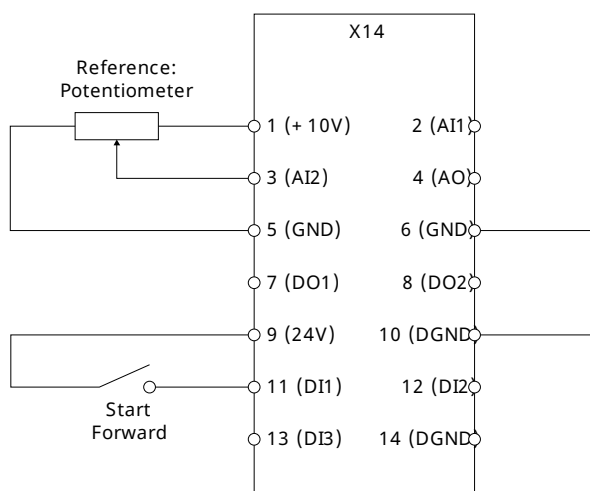 X14
Reference:
Potentiometer
1 (+ 10V)
2 (AI1)
3 (AI2)
4 (AO)
5 (GND)
6 (GND)
7 (DO1)
8 (DO2)
9 (24V)
10 (DGND)
11 (DI1)
12 (DI2)
Start
Forward
13 (DI3)
14 (DGND)